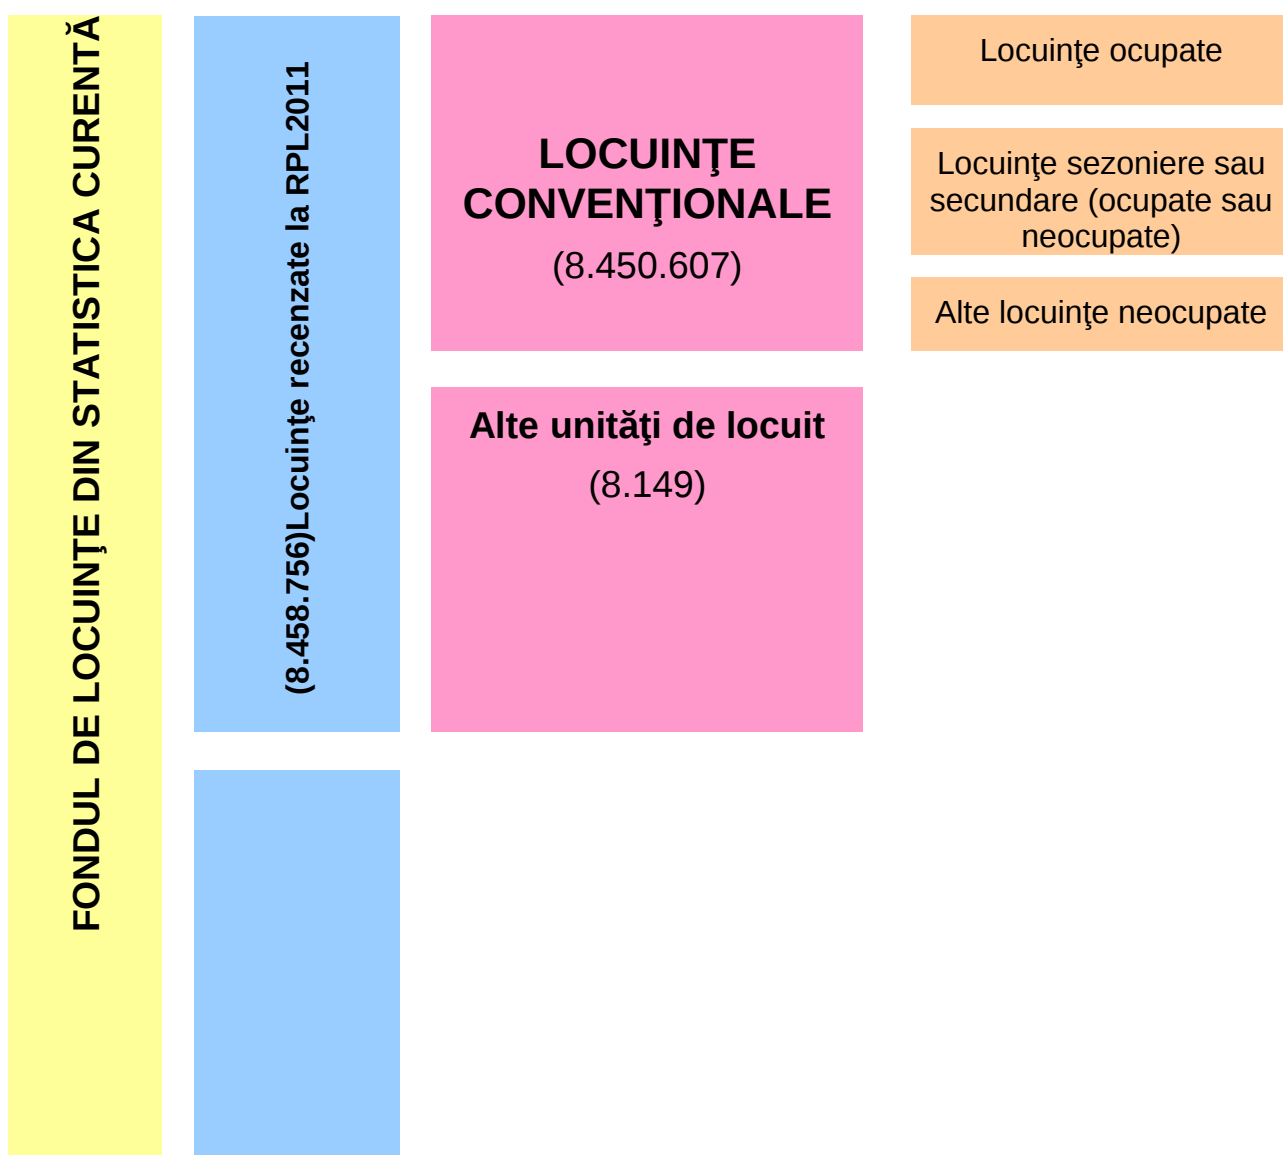 FONDUL DE LOCUINŢE DIN STATISTICA CURENTĂ
(8.458.756)Locuinţe recenzate la RPL2011
LOCUINŢE
CONVENŢIONALE
(8.450.607)
Alte unităţi de locuit
(8.149)
Locuinţe ocupate
Locuinţe sezoniere sau
secundare (ocupate sau
neocupate)
Alte locuinţe neocupate